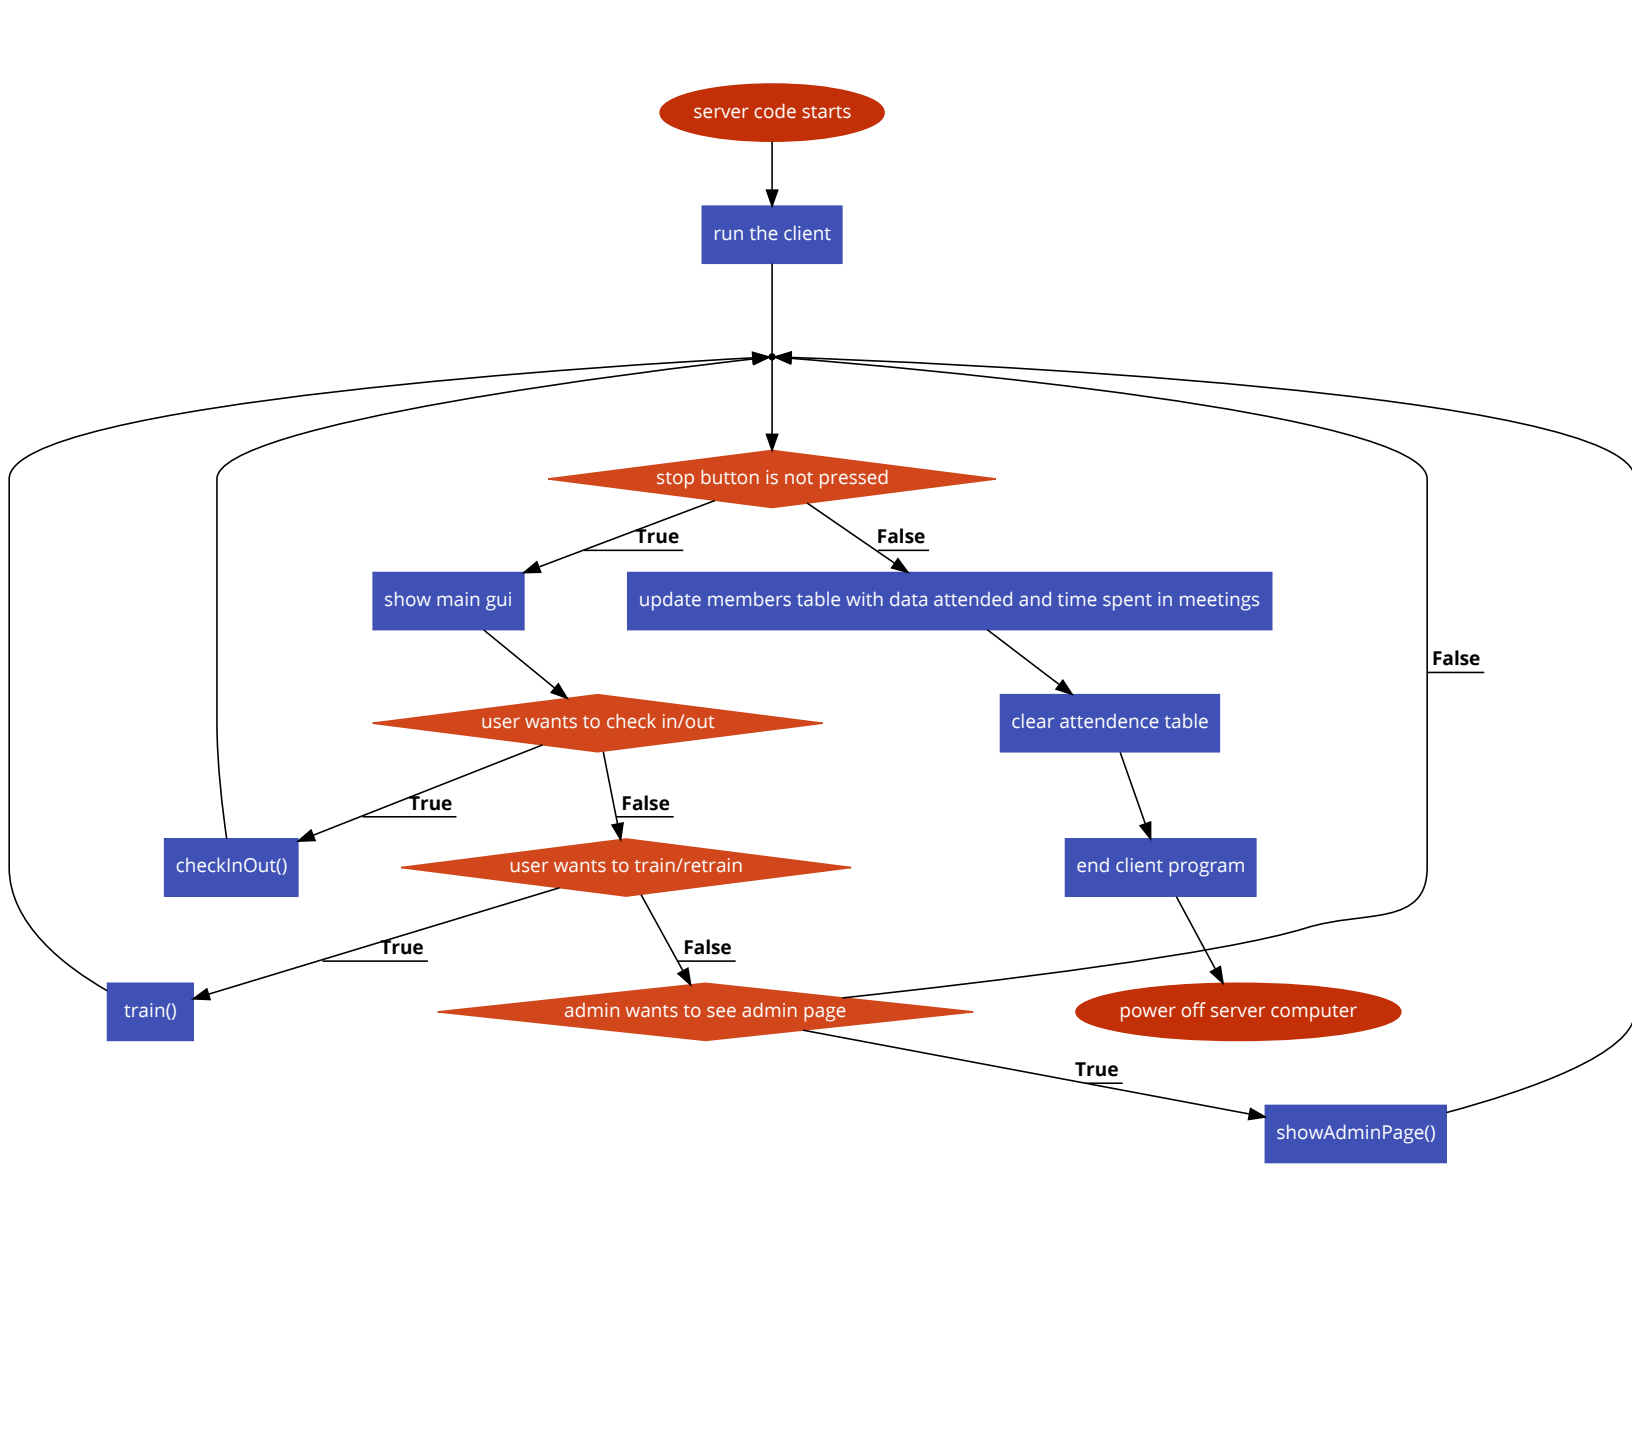 server code starts
run the client
stop button is not pressed
True
False
show main gui
update members table with data attended and time spent in meetings
False
user wants to check in/out
clear attendence table
True
False
checkInOut()
user wants to train/retrain
end client program
True
False
train()
admin wants to see admin page
power off server computer
True
showAdminPage()